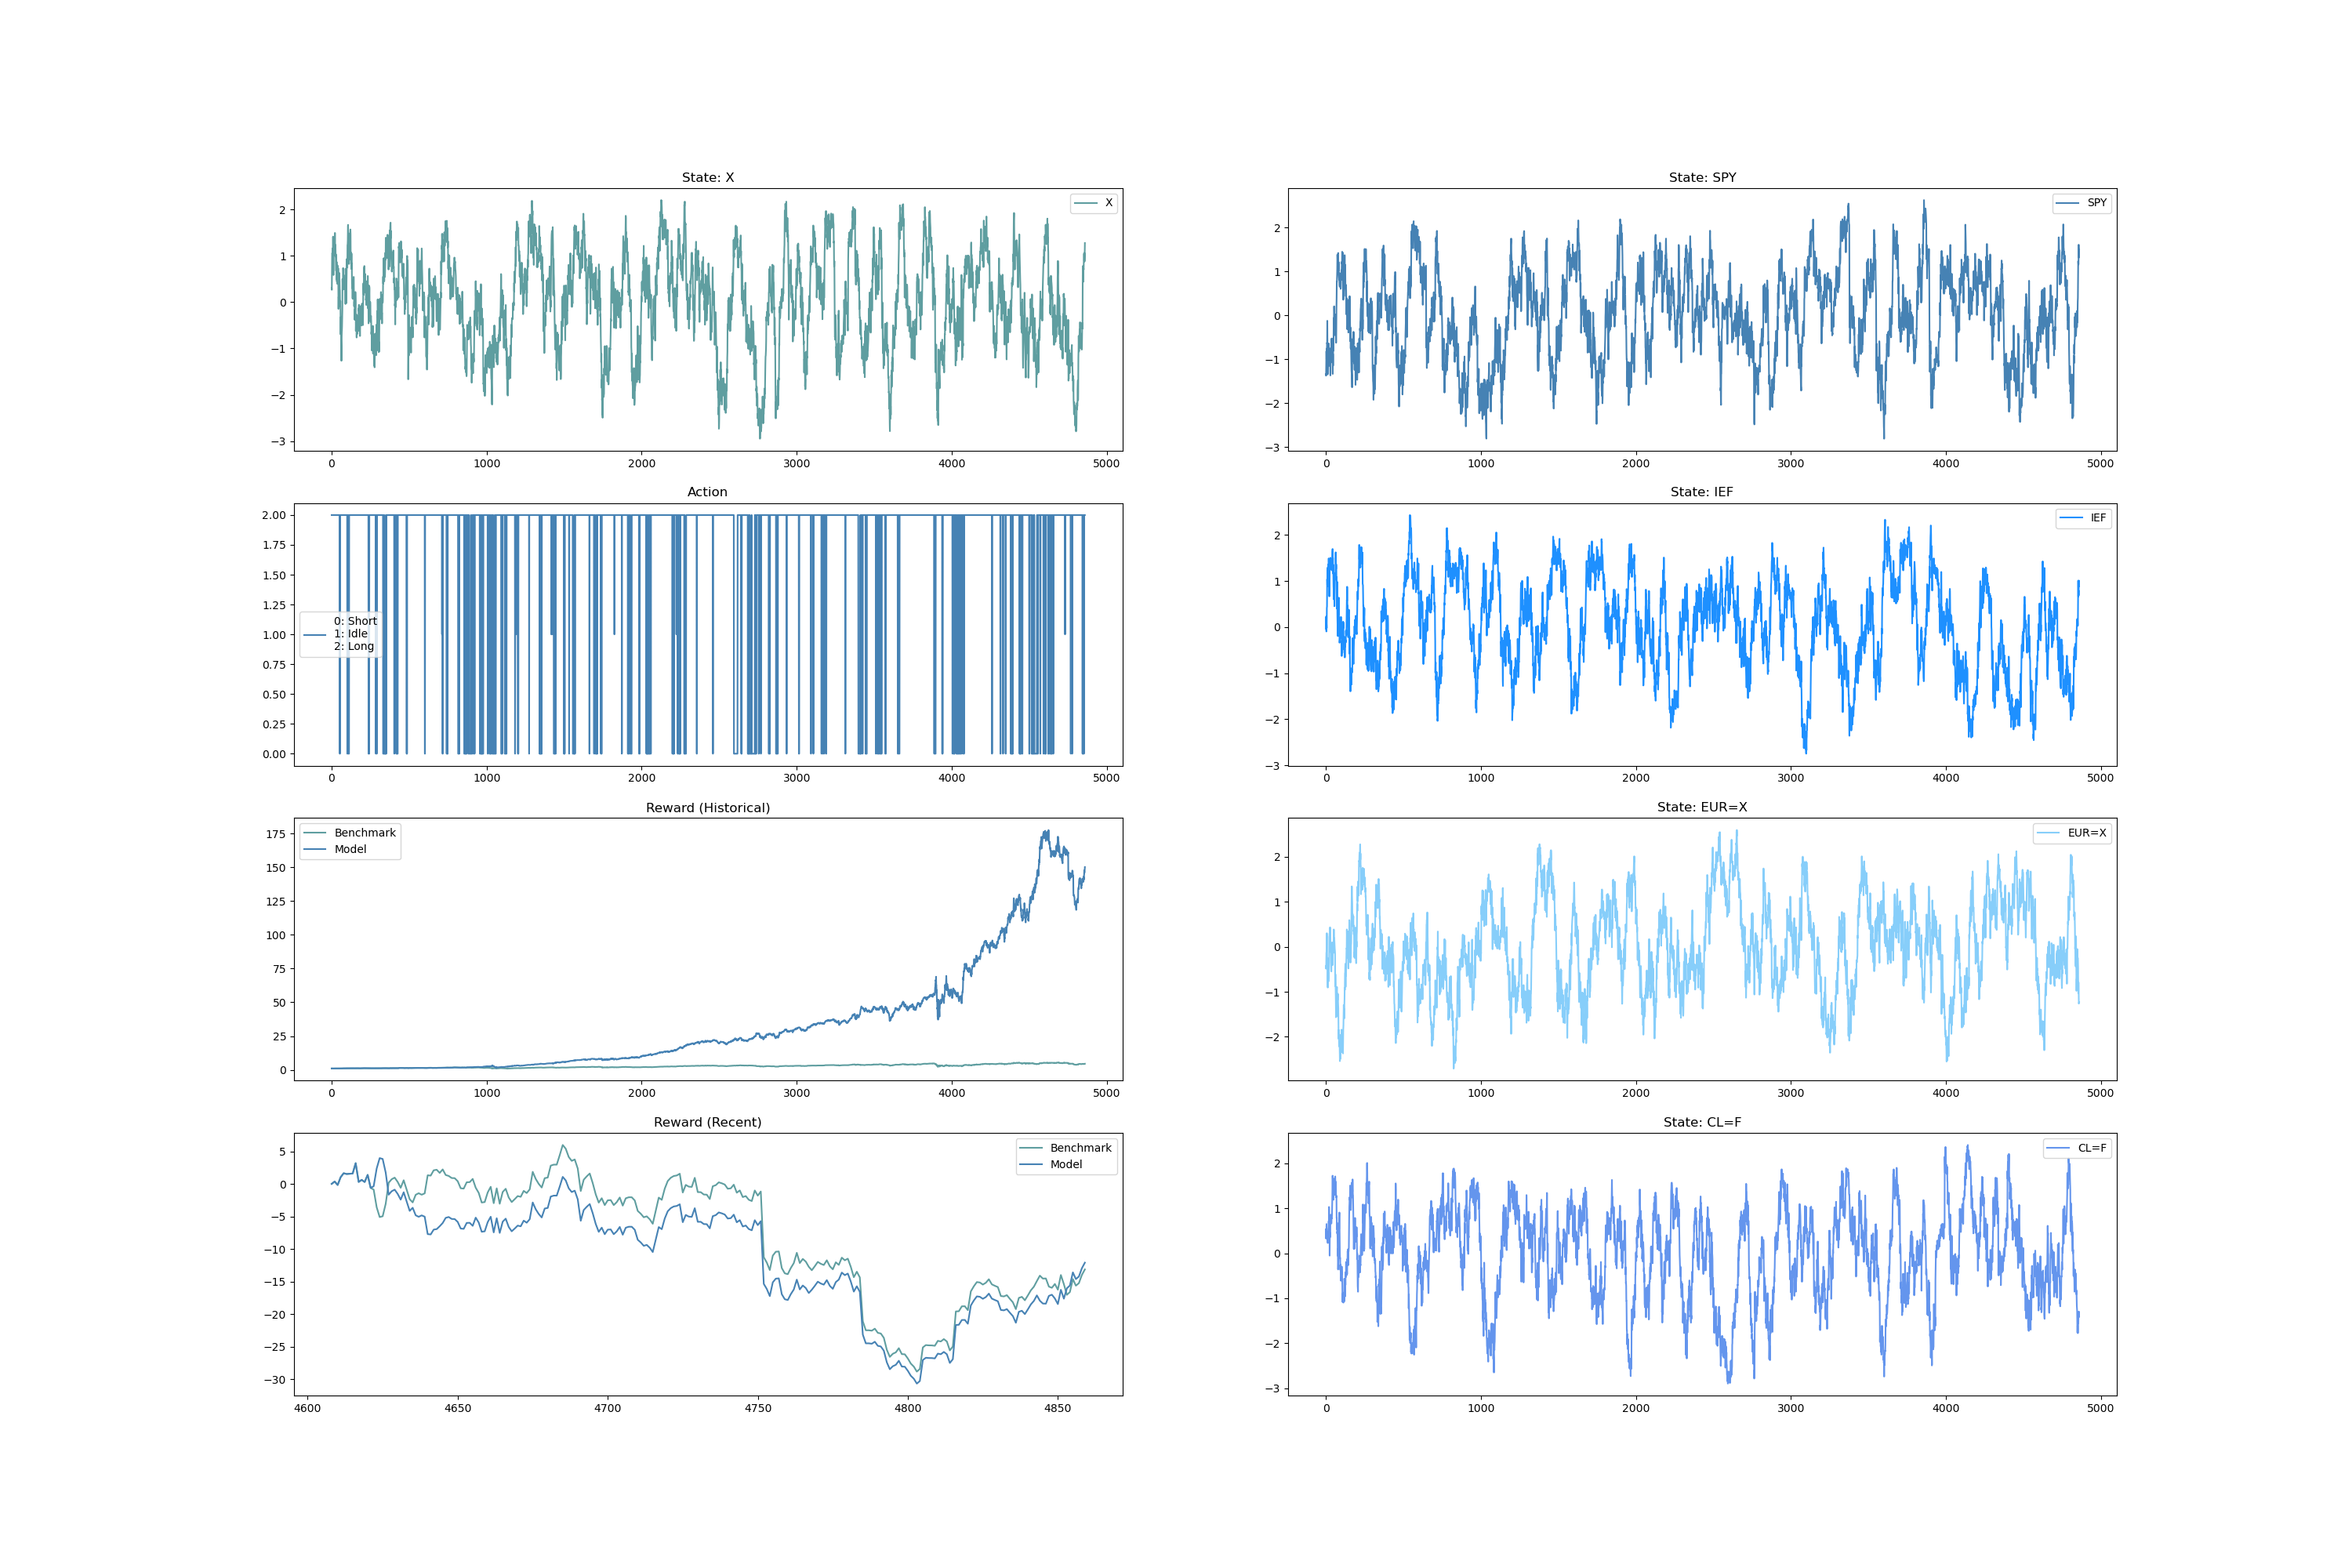 State: X
X
2
1
0
−1
−2
−3
0 1000 2000 3000 4000 5000
Action
2.00
1.75
1.50
1.25
1.00
0.75
0.50
0.25
0.00
0: Short
1: Idle
2: Long
0 1000 2000 3000 4000 5000
Reward (Historical)
Benchmark
Model
175
150
125
100
75
50
25
0
0 1000 2000 3000 4000 5000
Reward (Recent)
Benchmark
Model
5
0
−5
−10
−15
−20
−25
−30
4600 4650 4700 4750 4800 4850
State: SPY
SPY
2
1
0
−1
−2
−3
0 1000 2000 3000 4000 5000
State: IEF
IEF
2
1
0
−1
−2
−3
0 1000 2000 3000 4000 5000
State: EUR=X
EUR=X
2
1
0
−1
−2
0 1000 2000 3000 4000 5000
State: CL=F
CL=F
2
1
0
−1
−2
−3
0 1000 2000 3000 4000 5000